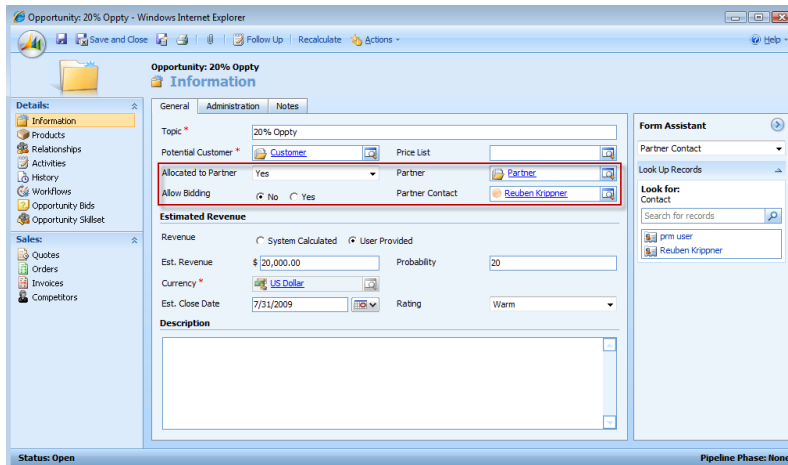 Opportunity: 20% Oppty - Windows Internet Explorer
Save and Close Follow Up Recalculate Actions Help
Opportunity: 20% Oppty
Information
Details:
Information
Products
Relationships
Activities
History
Workflows
Opportunity Bids
Opportunity Skillset
Sales:
Quotes
Orders
Invoices
Competitors
General Administration Notes
Topic * 20% Oppty
Potential Customer * Customer Price List
Allocated to Partner Yes Partner Partner
Allow Bidding No Yes Partner Contact Reuben Krippner
Estimated Revenue
Revenue System Calculated User Provided
Est. Revenue $ 20,000.00 Probability 20
Currency * US Dollar
Est. Close Date 7/31/2009 Rating Warm
Description
Form Assistant
Partner Contact
Look Up Records
Look for:
Contact
Search for records
prm user
Reuben Krippner
Status: Open Pipeline Phase: None